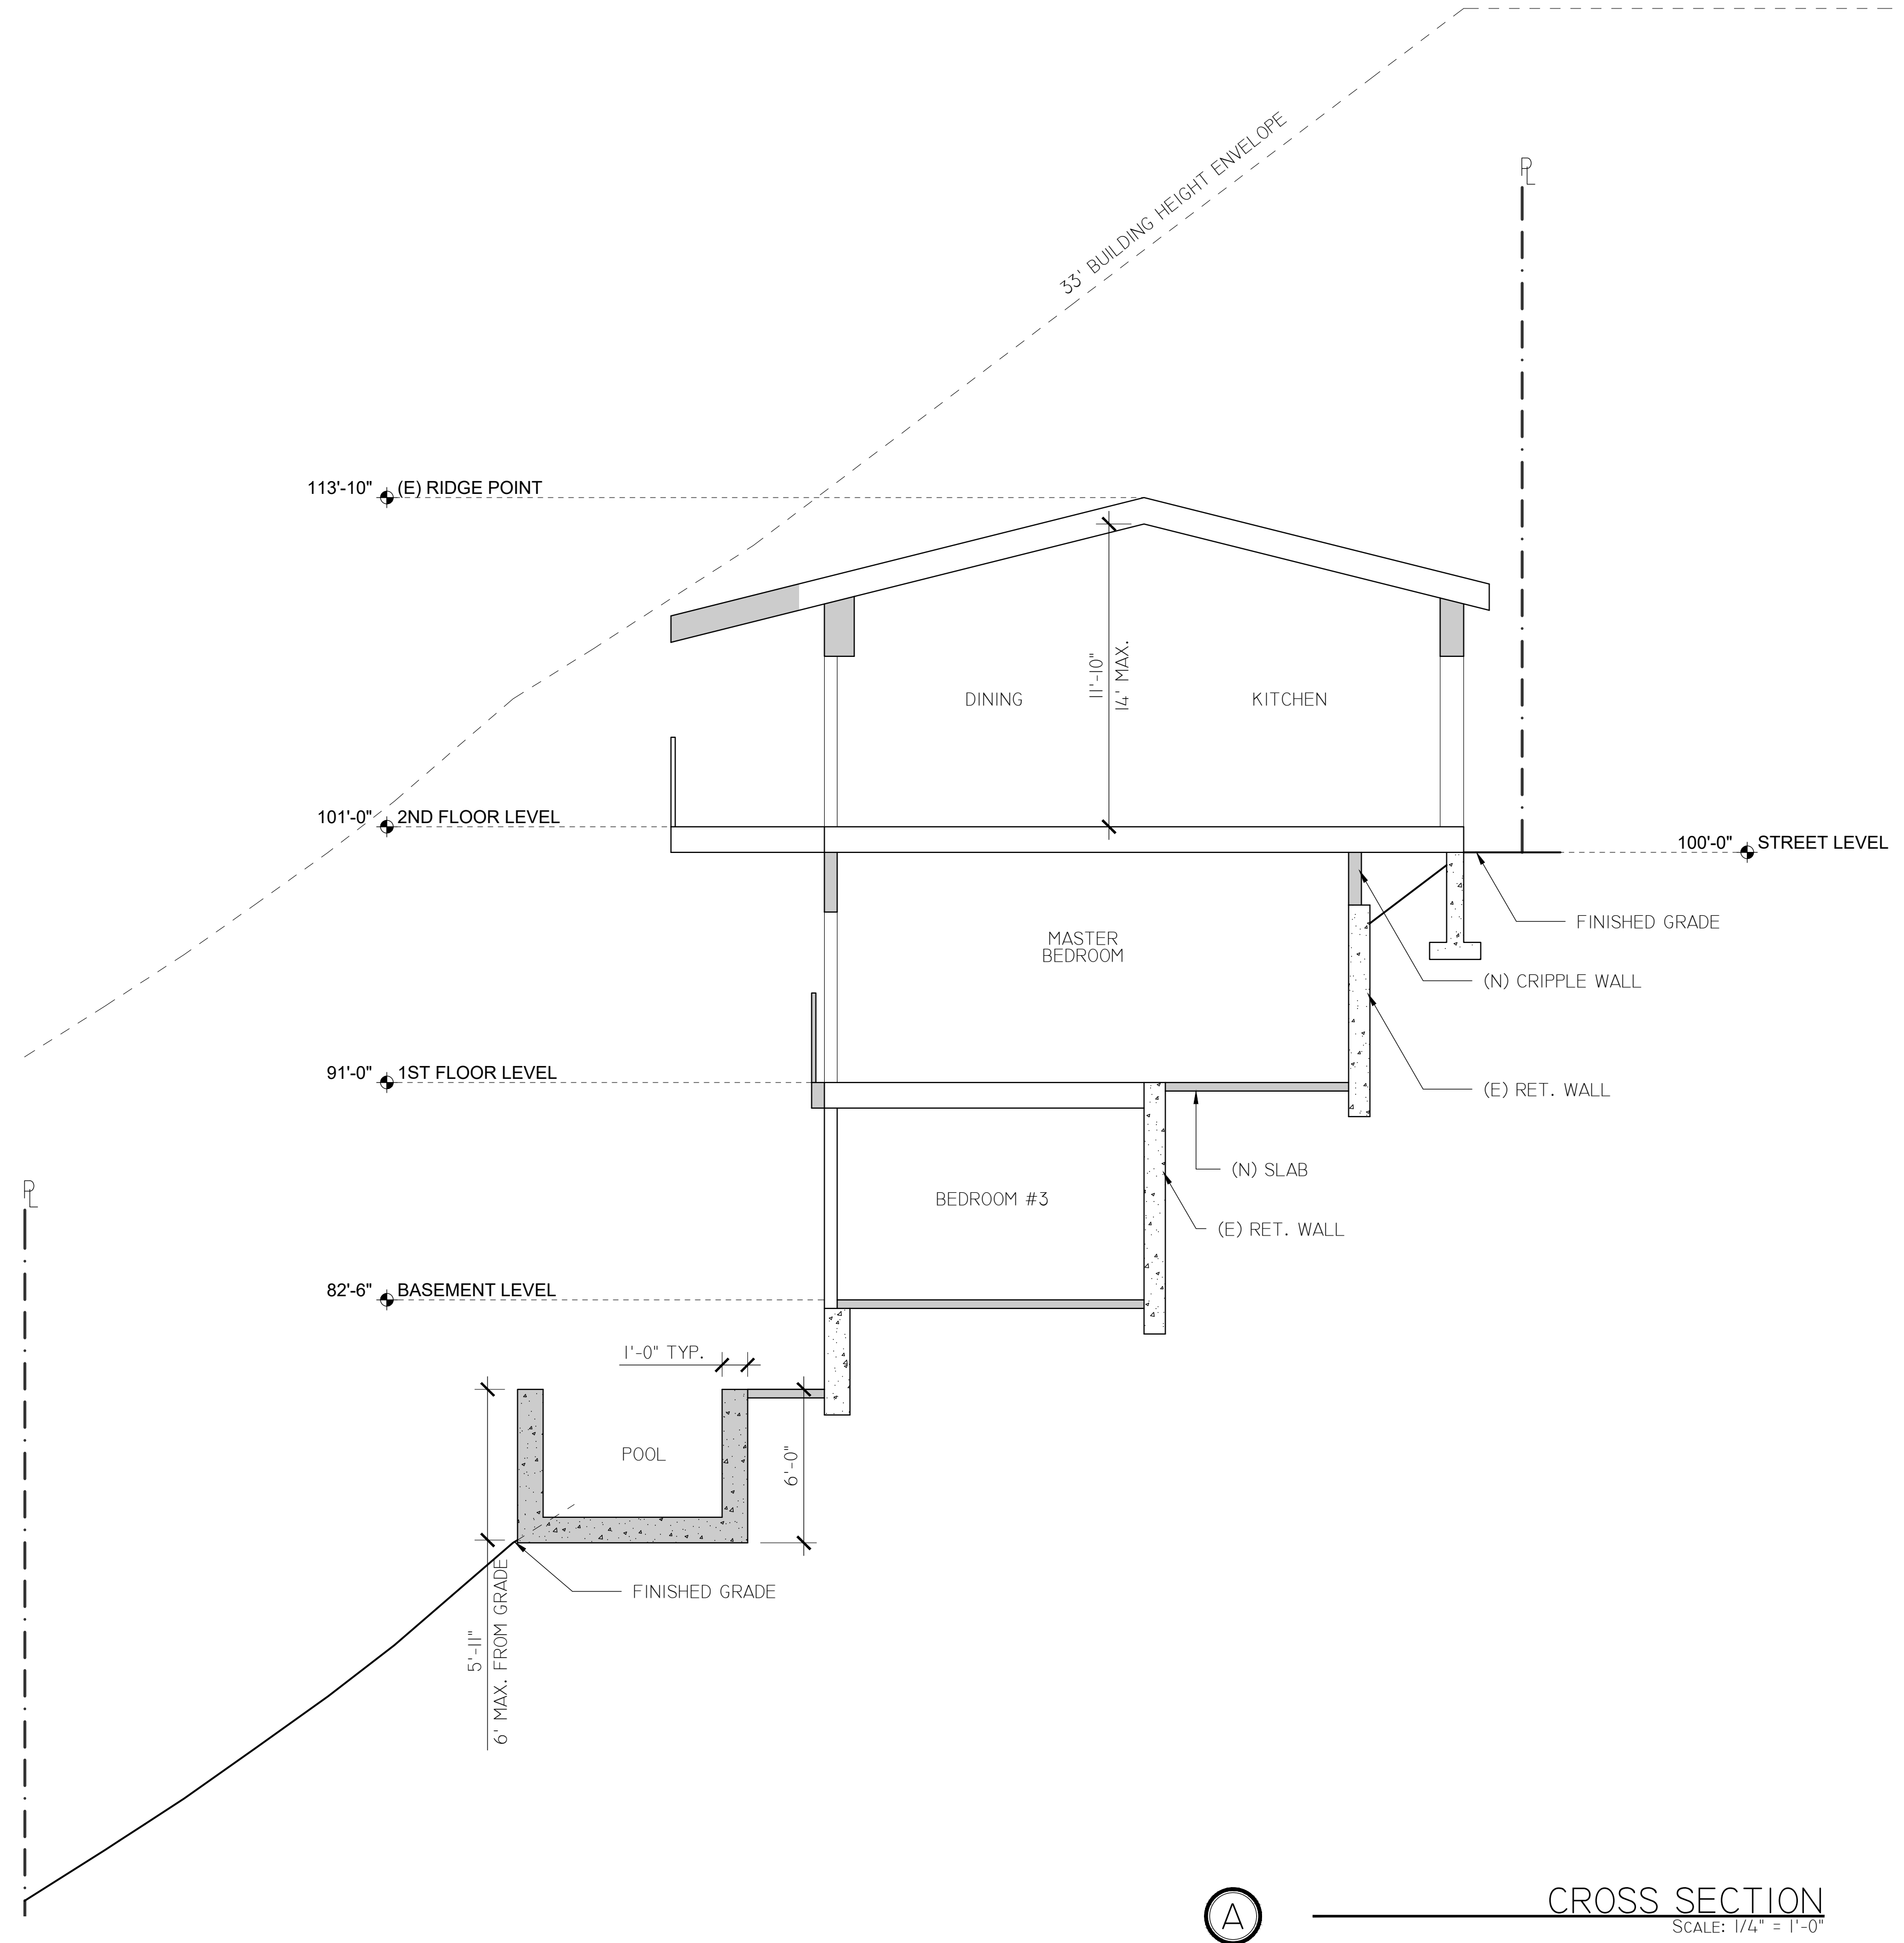 33' BUILDING HEIGHT ENVELOPE
PL
113'-10" (E) RIDGE POINT
11'-10"
14' MAX.
DINING
KITCHEN
101'-0" 2ND FLOOR LEVEL
100'-0" STREET LEVEL
FINISHED GRADE
MASTER
BEDROOM
(N) CRIPPLE WALL
91'-0" 1ST FLOOR LEVEL
(E) RET. WALL
(N) SLAB
PL
BEDROOM #3
(E) RET. WALL
82'-6" BASEMENT LEVEL
1'-0" TYP.
POOL
6'-0"
FINISHED GRADE
5'-11"
6' MAX. FROM GRADE
A
CROSS SECTION
SCALE: 1/4" = 1'-0"